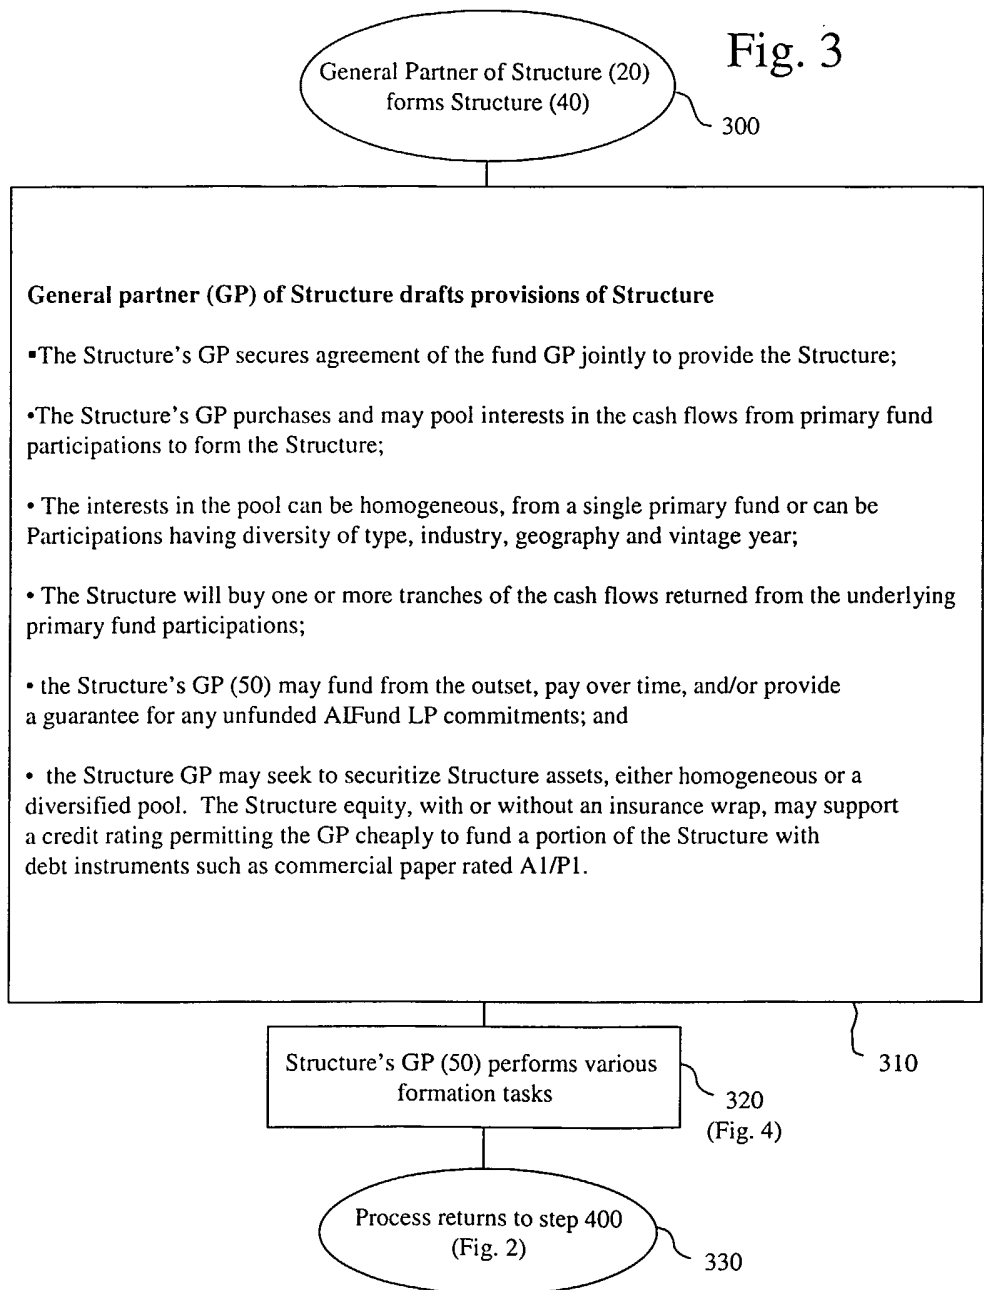 Fig. 3
General Partner of Structure (20)
forms Structure (40)
300
General partner (GP) of Structure drafts provisions of Structure
▪The Structure’s GP secures agreement of the fund GP jointly to provide the Structure;
•The Structure’s GP purchases and may pool interests in the cash flows from primary fund
participations to form the Structure;
• The interests in the pool can be homogeneous, from a single primary fund or can be
Participations having diversity of type, industry, geography and vintage year;
• The Structure will buy one or more tranches of the cash flows returned from the underlying
primary fund participations;
• the Structure’s GP (50) may fund from the outset, pay over time, and/or provide
a guarantee for any unfunded AIFund LP commitments; and
• the Structure GP may seek to securitize Structure assets, either homogeneous or a
diversified pool. The Structure equity, with or without an insurance wrap, may support
a credit rating permitting the GP cheaply to fund a portion of the Structure with
debt instruments such as commercial paper rated A1/P1.
310
Structure’s GP (50) performs various
formation tasks
320
(Fig. 4)
Process returns to step 400
(Fig. 2)
330